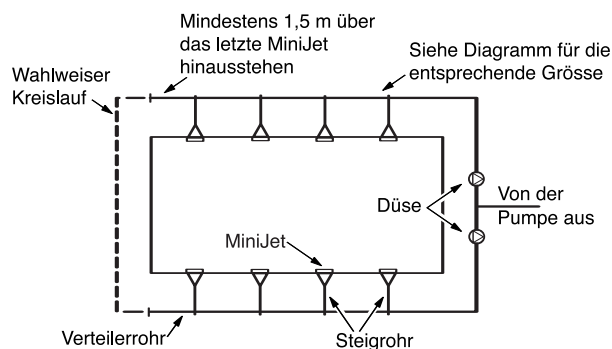 Mindestens 1,5 m über
das letzte MiniJet
hinausstehen
Siehe Diagramm für die
entsprechende Grösse
Wahlweiser
Kreislauf
Düse
Von der
Pumpe aus
MiniJet
Verteilerrohr
Steigrohr